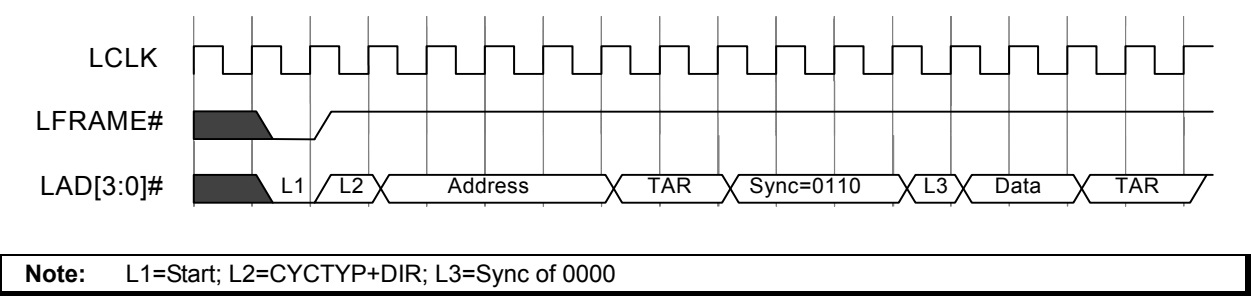 LCLK
LFRAME#
LAD[3:0]# L1 L2 Address TAR Sync=0110 L3 Data TAR
Note: L1=Start; L2=CYCTYP+DIR; L3=Sync of 0000